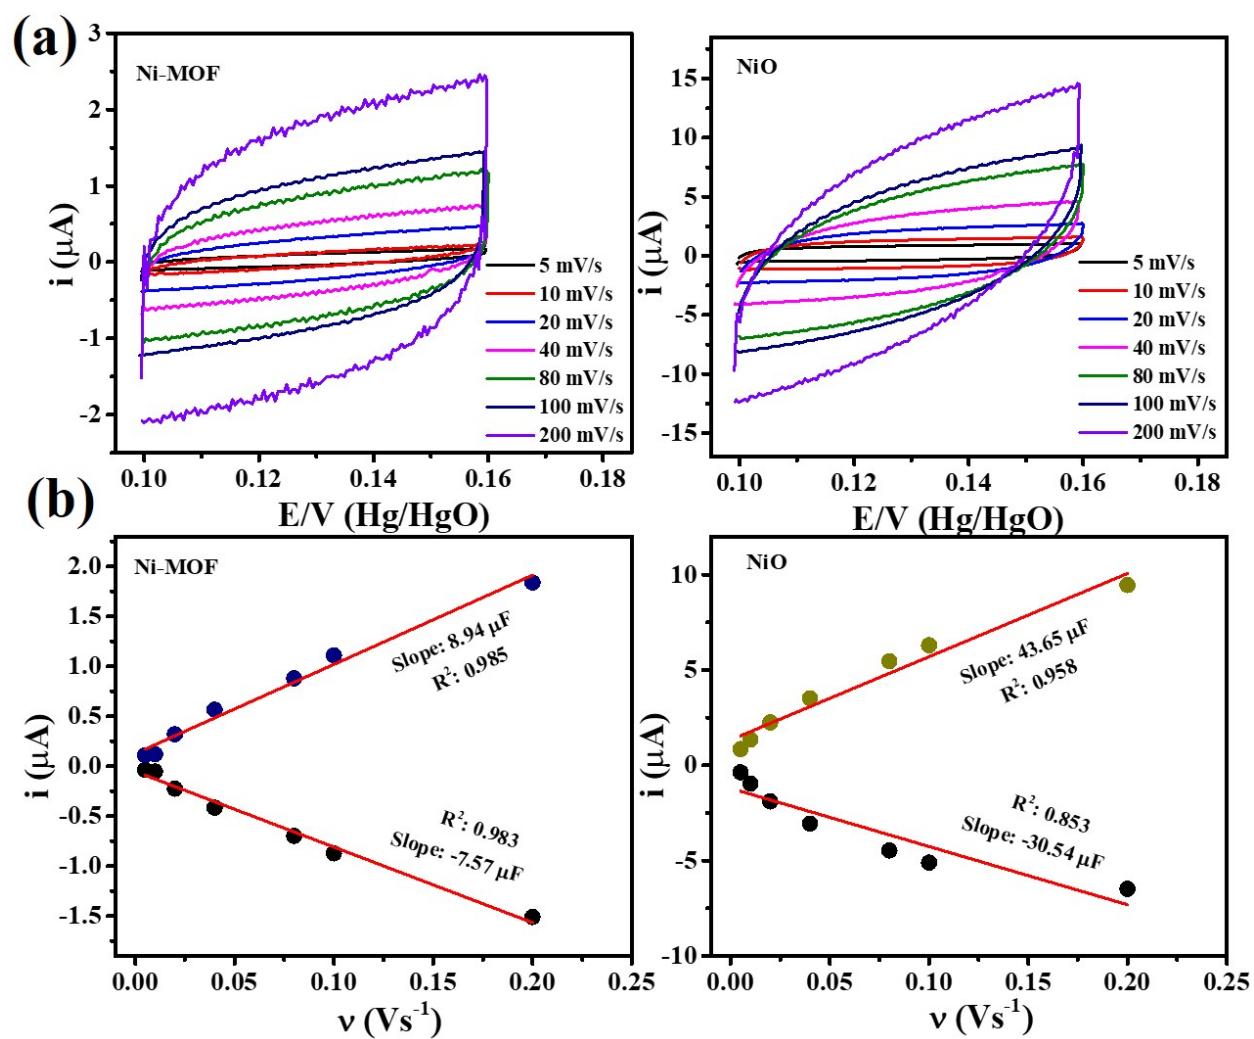 (a)
3
2
1
0
-1
-2
i (μA)
Ni-MOF
5 mV/s
10 mV/s
20 mV/s
40 mV/s
80 mV/s
100 mV/s
200 mV/s
0.10 0.12 0.14 0.16 0.18
E/V (Hg/HgO)
15
10
5
0
-5
-10
-15
i (μA)
NiO
5 mV/s
10 mV/s
20 mV/s
40 mV/s
80 mV/s
100 mV/s
200 mV/s
0.10 0.12 0.14 0.16 0.18
E/V (Hg/HgO)
(b)
2.0
1.5
1.0
0.5
0.0
-0.5
-1.0
-1.5
i (μA)
Ni-MOF
Slope: 8.94 μF
R²: 0.985
R²: 0.983
Slope: -7.57 μF
0.00 0.05 0.10 0.15 0.20 0.25
ν (Vs⁻¹)
10
5
0
-5
-10
i (μA)
NiO
Slope: 43.65 μF
R²: 0.958
R²: 0.853
Slope: -30.54 μF
0.00 0.05 0.10 0.15 0.20 0.25
ν (Vs⁻¹)